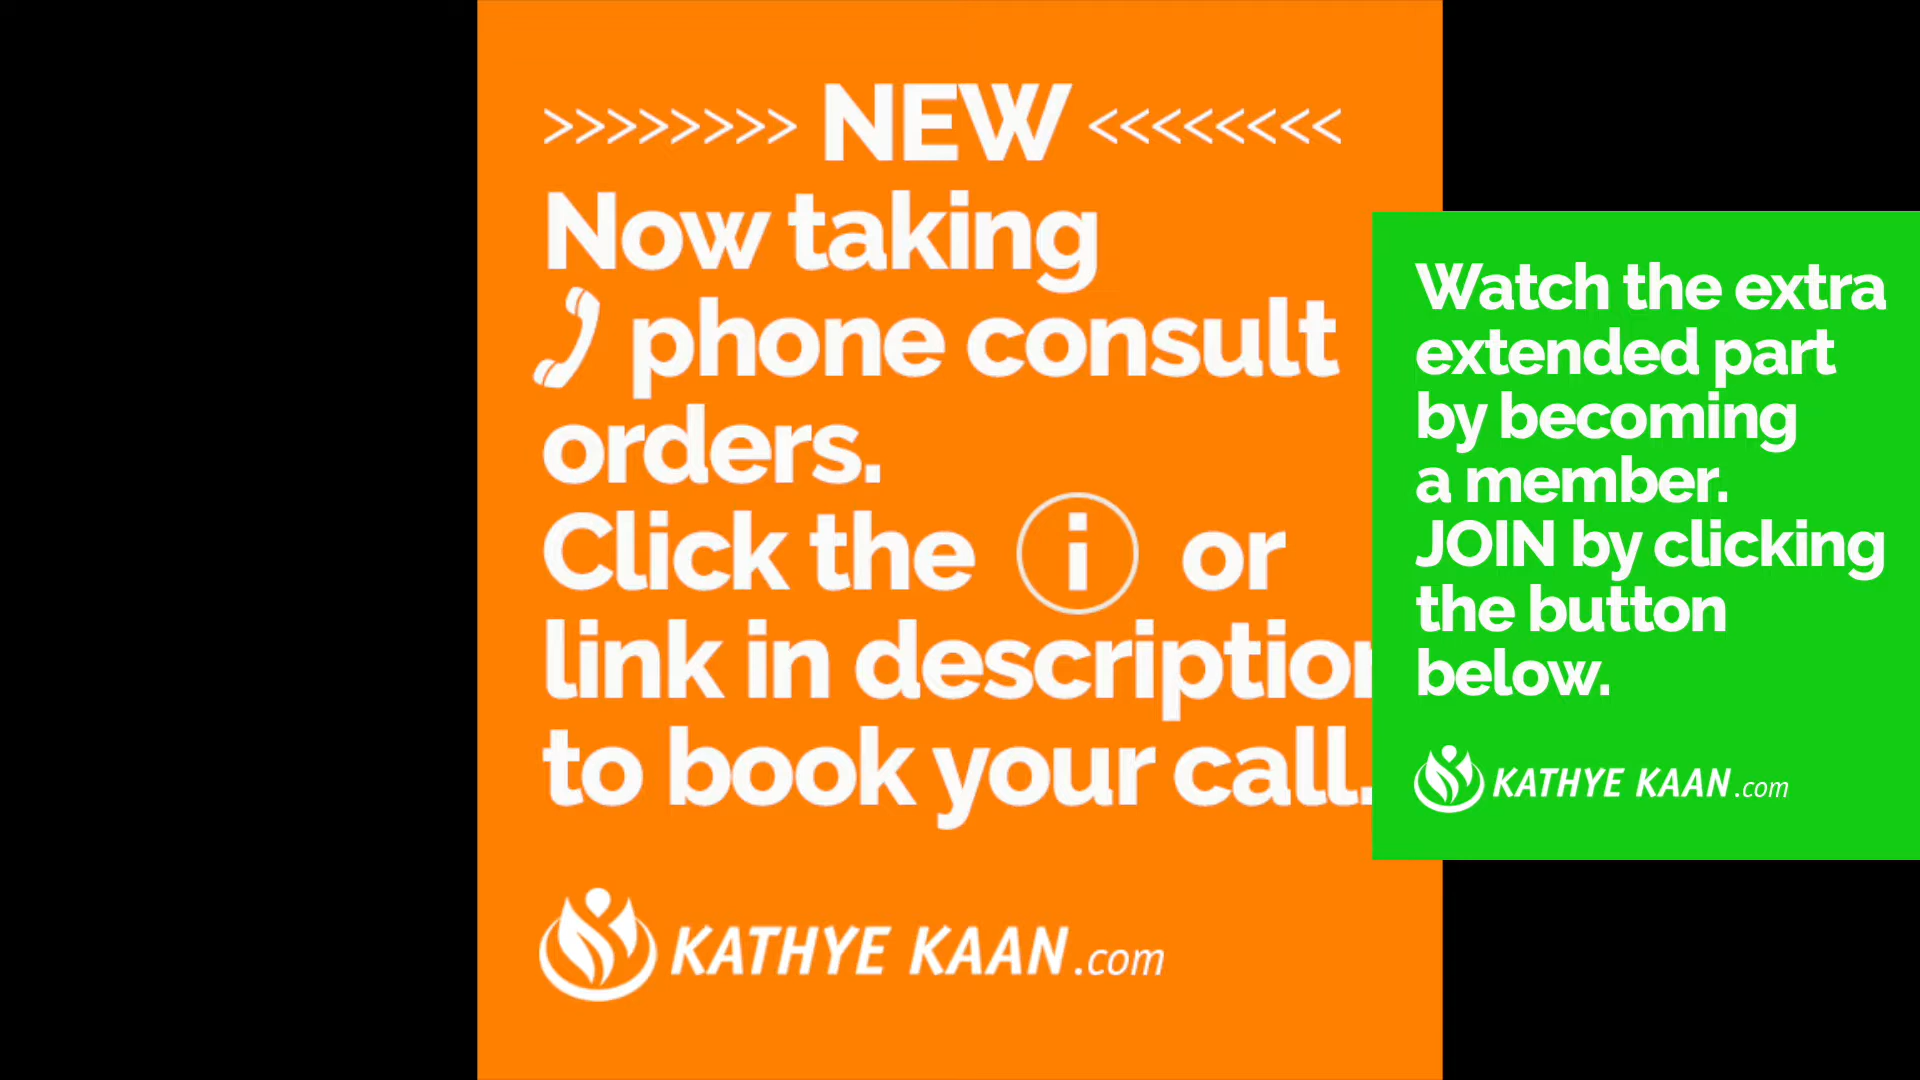 >>>>>>>> NEW <<<<<<<<
Now taking
phone consult
orders.
Click the i or
link in description
to book your call.
KATHYE KAAN.com
Watch the extra
extended part
by becoming
a member.
JOIN by clicking
the button
below.
KATHYE KAAN.com